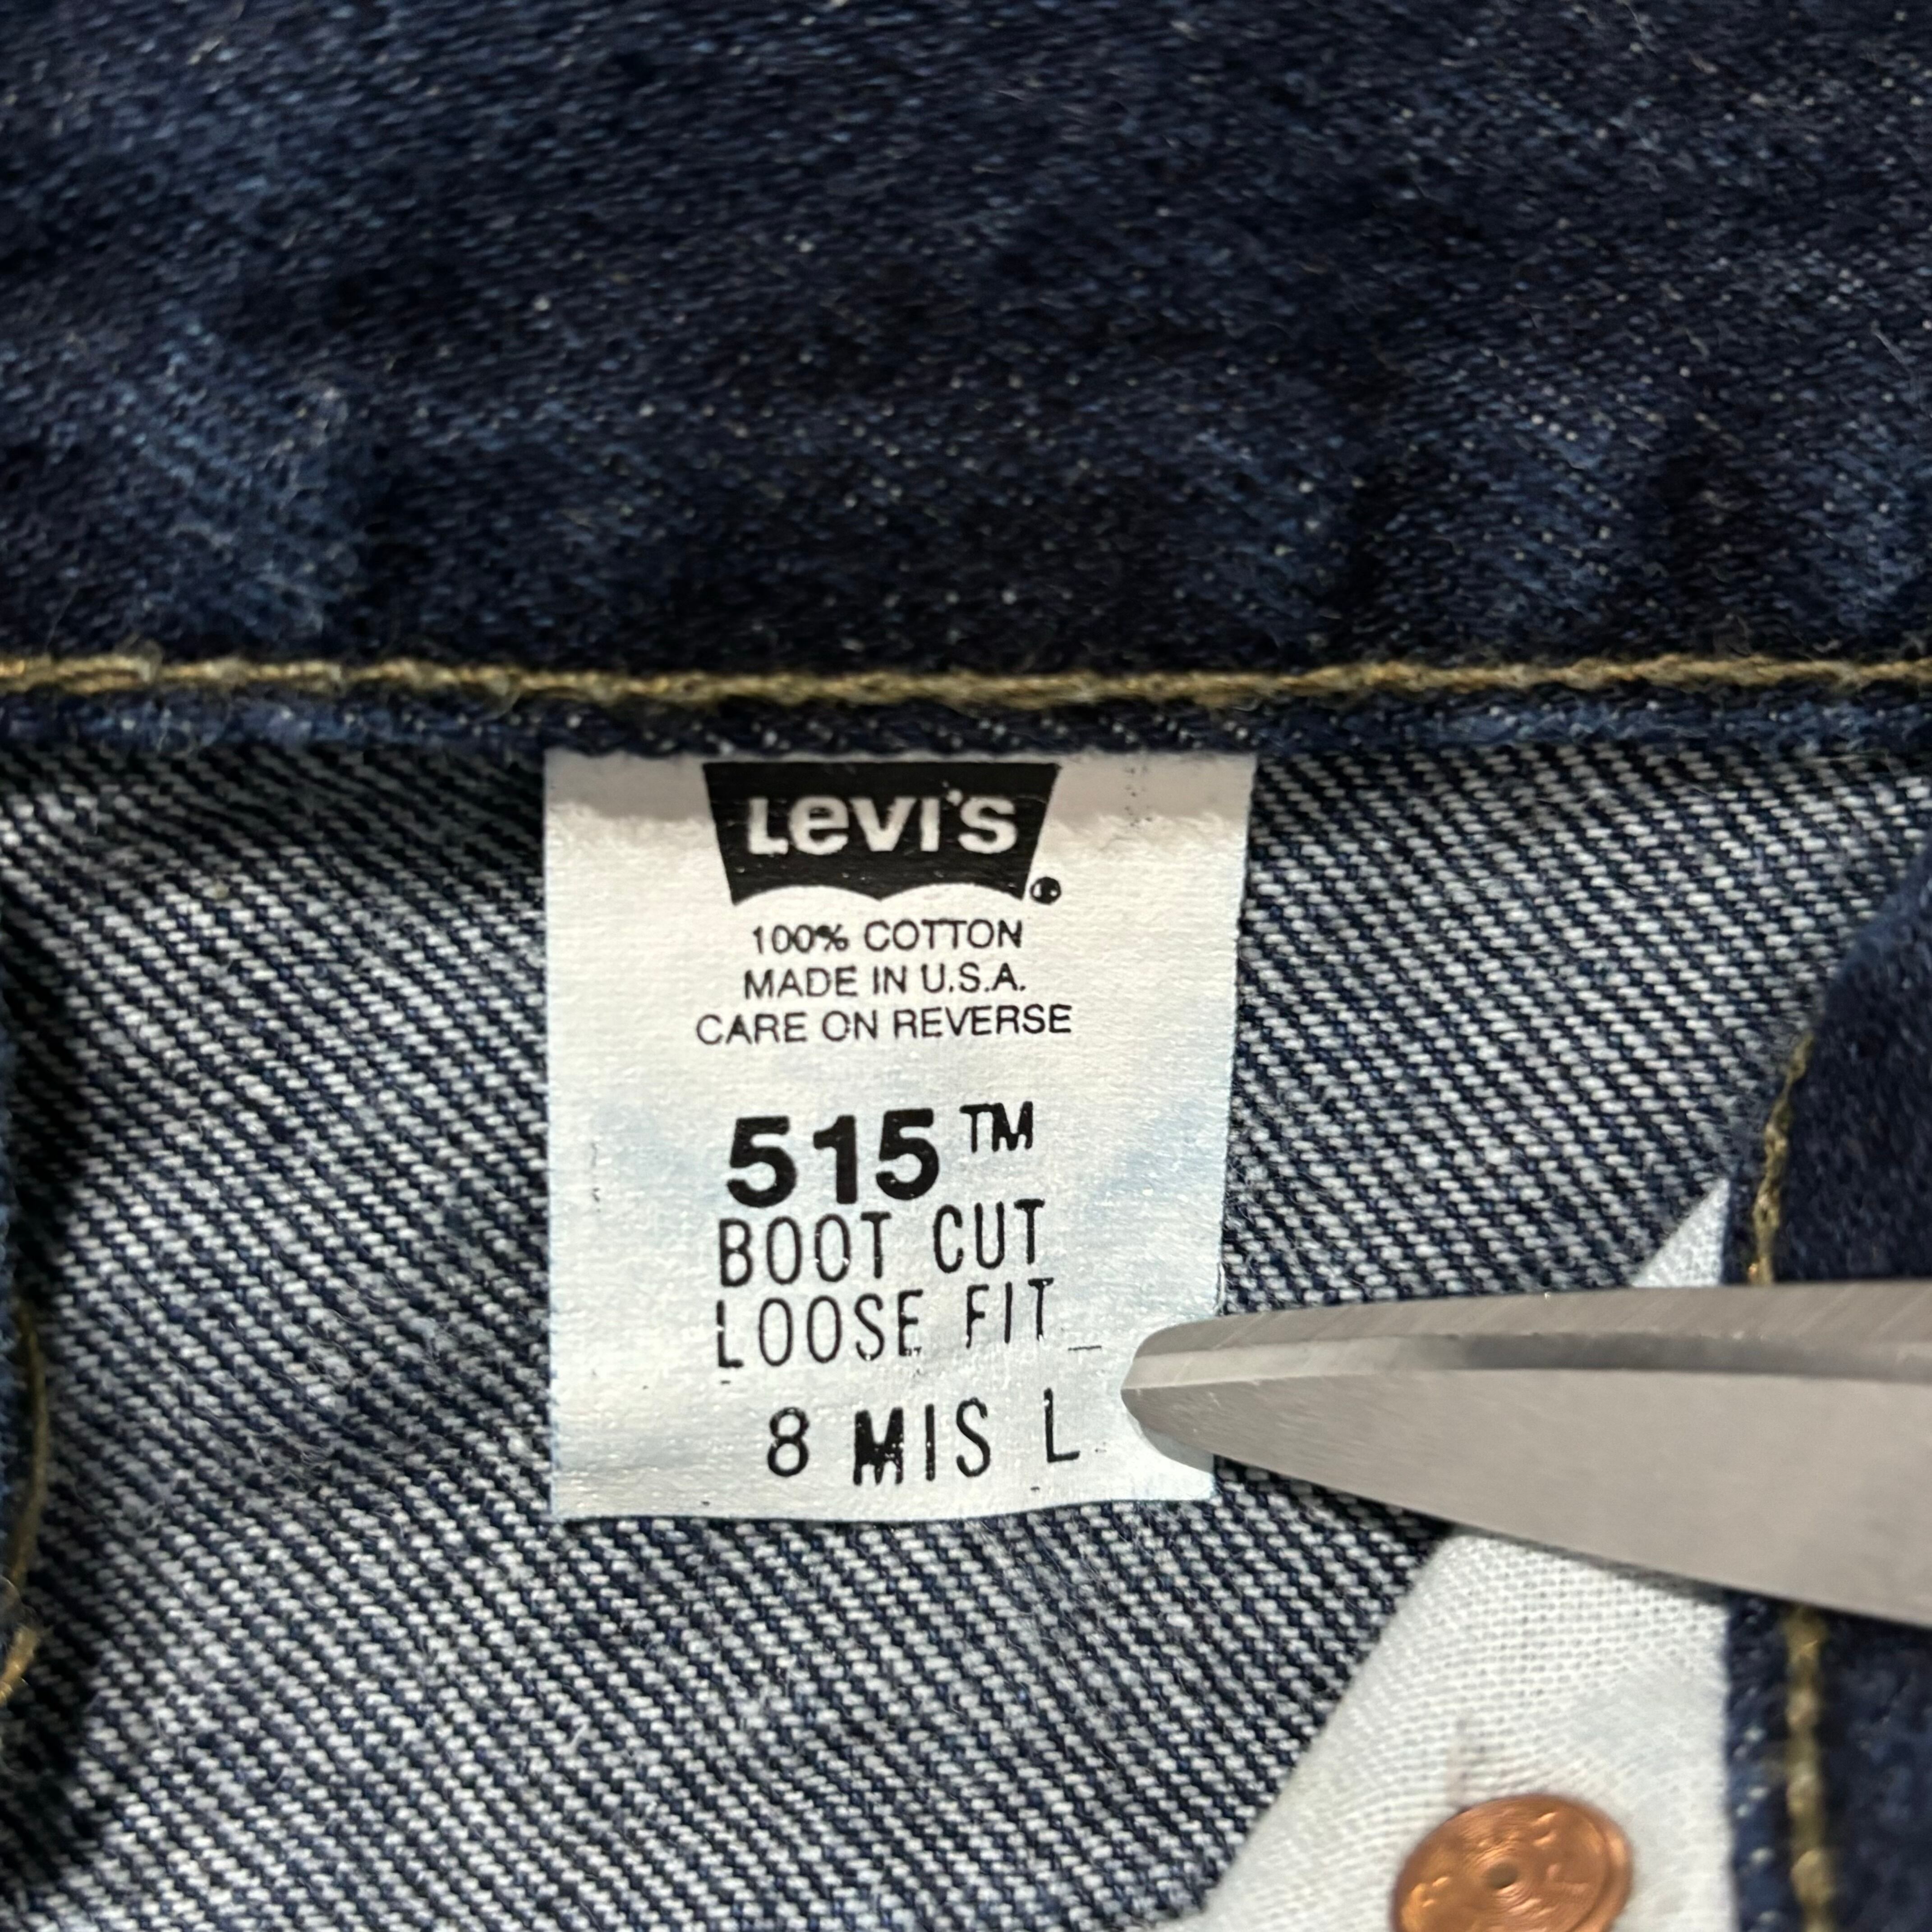 Levi's
100% COTTON
MADE IN U.S.A.
CARE ON REVERSE
515™
BOOT CUT
LOOSE FIT
8 MIS L